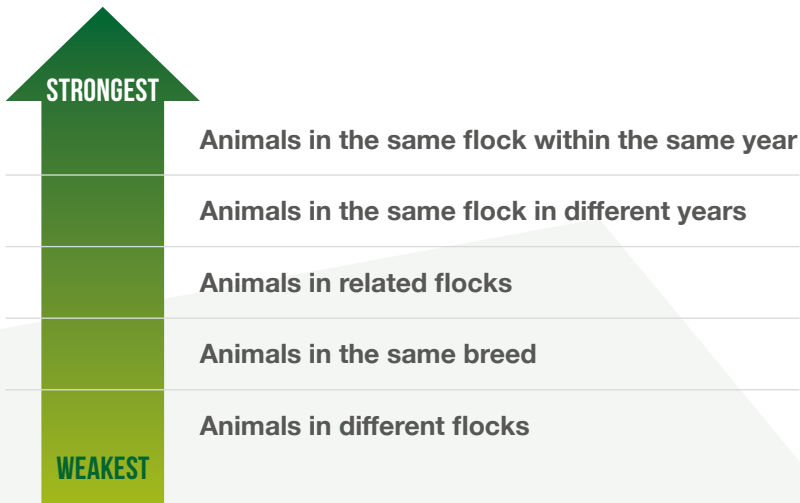 STRONGEST
Animals in the same flock within the same year
Animals in the same flock in different years
Animals in related flocks
Animals in the same breed
Animals in different flocks
WEAKEST